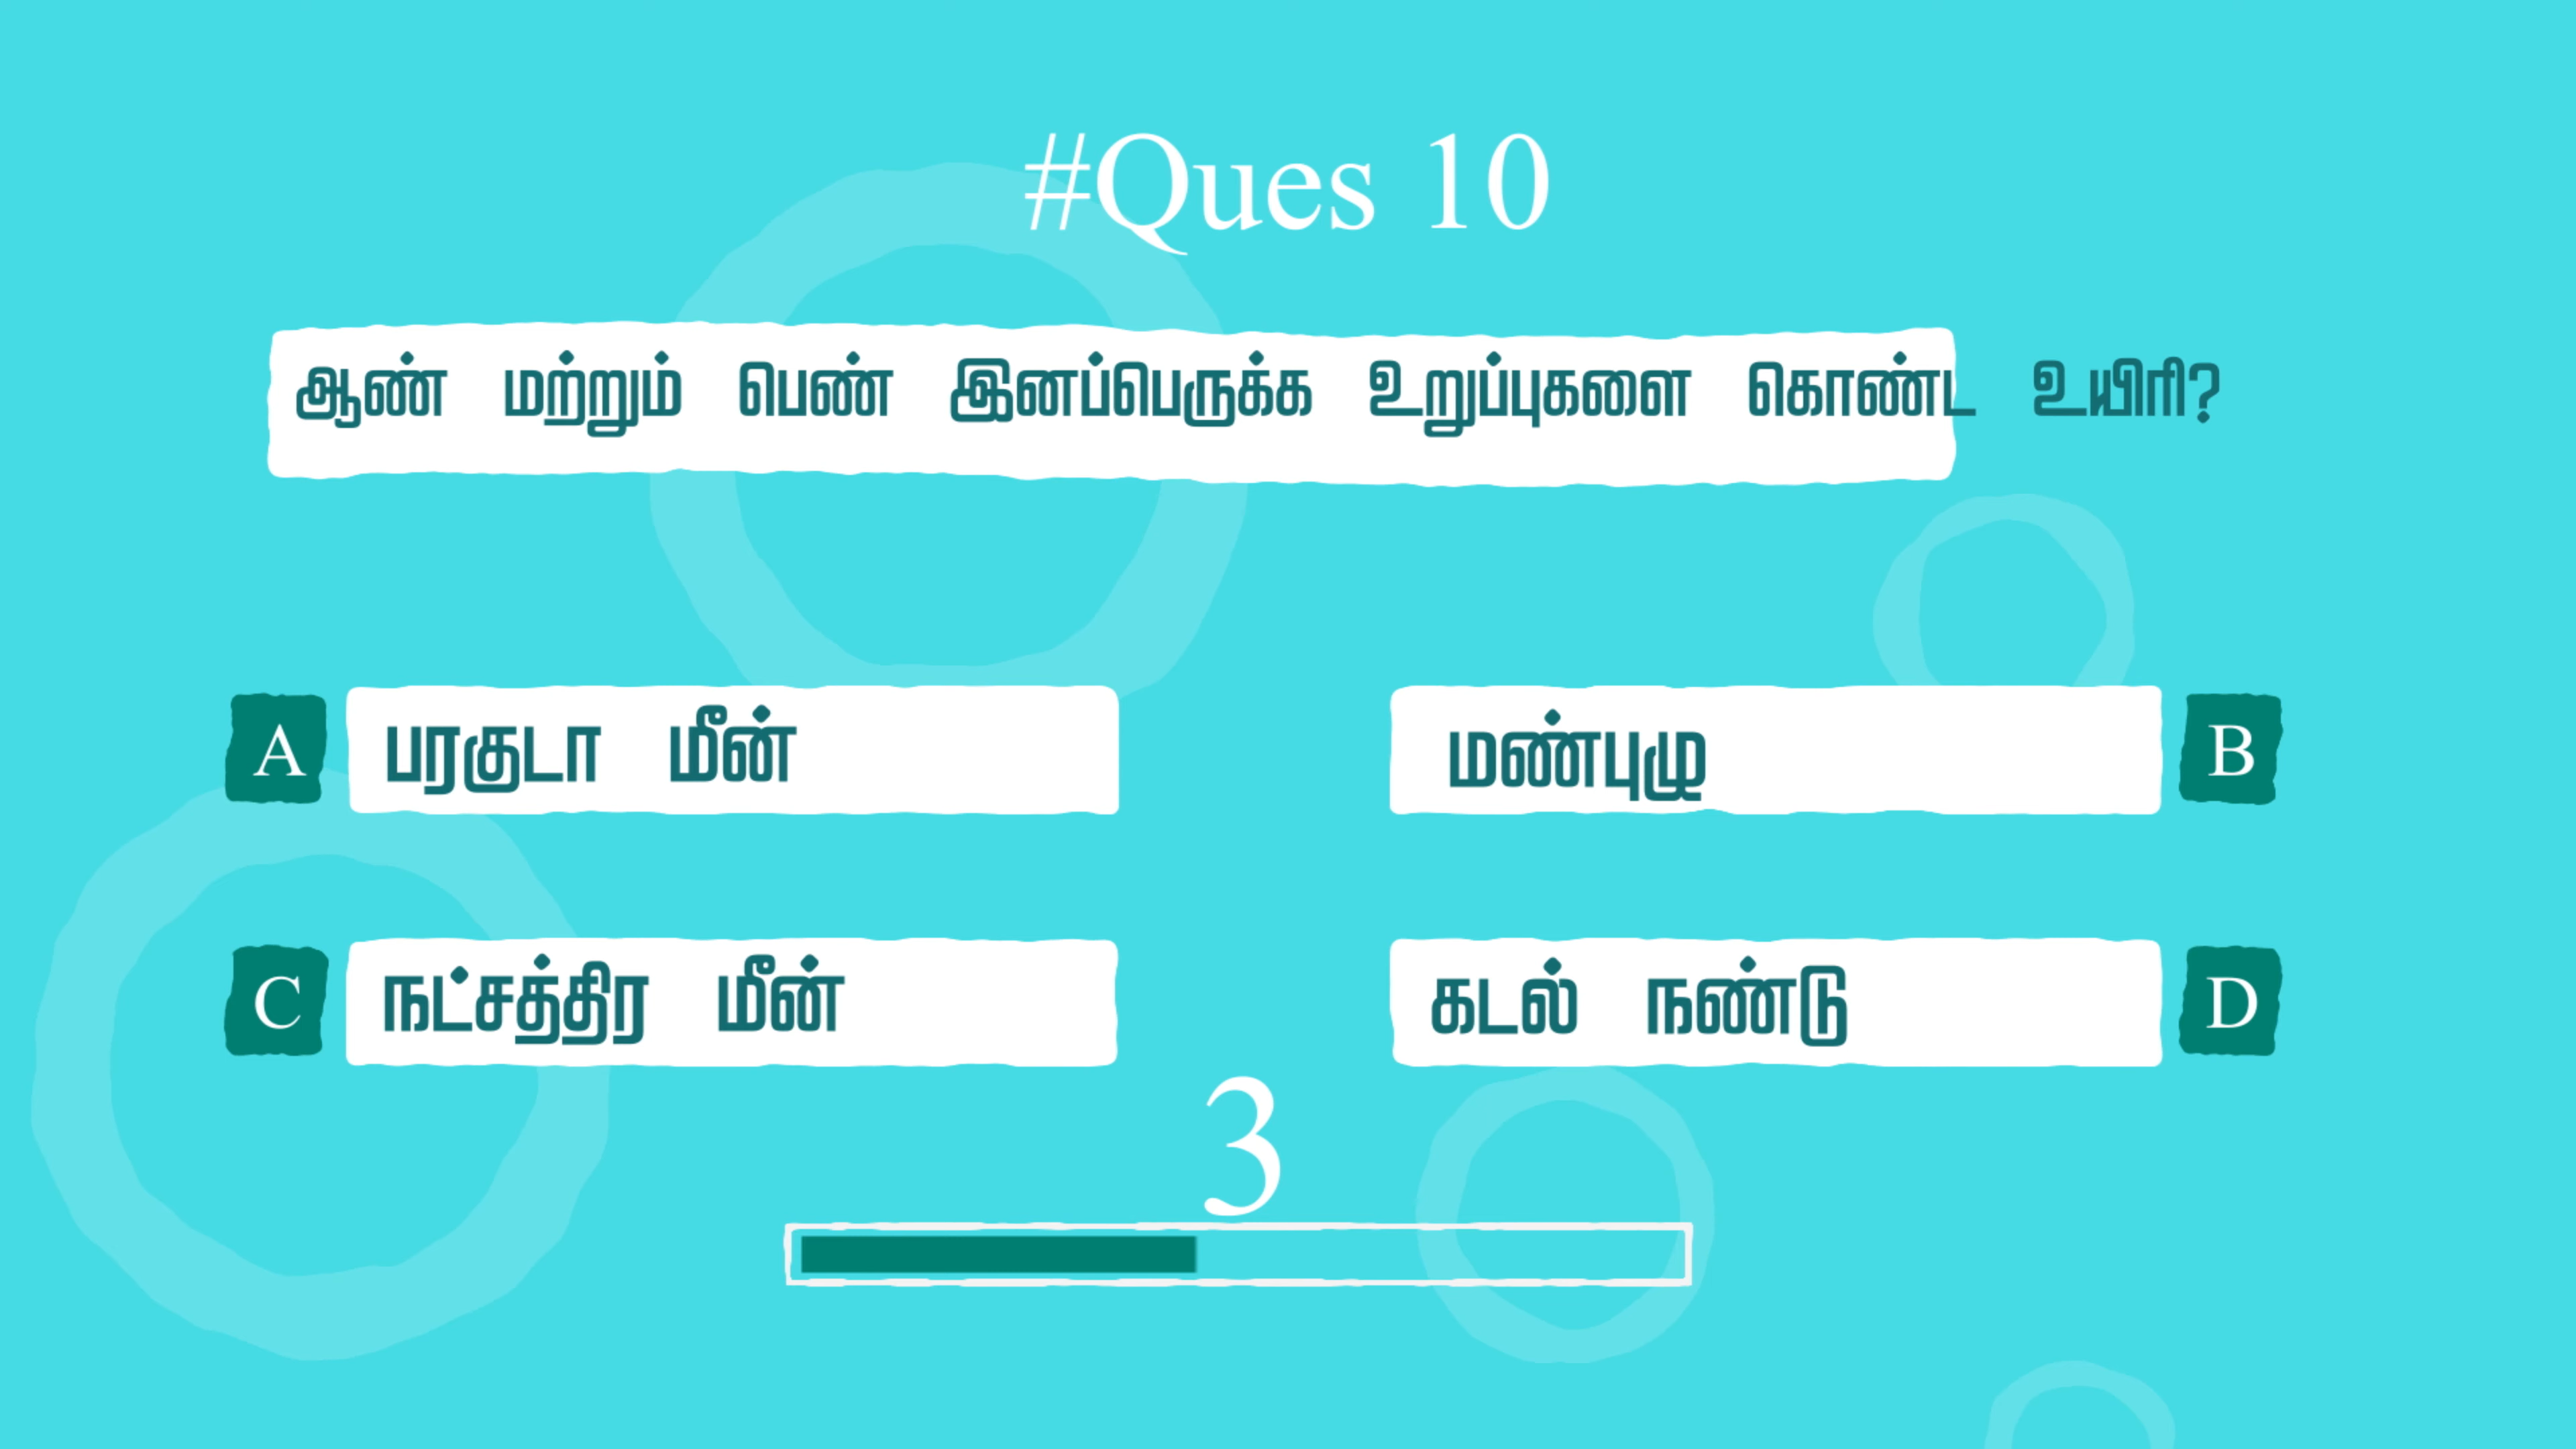 #Ques 10
ஆண் மற்றும் பெண் இனப்பெருக்க உறுப்புகளை கொண்ட உயிரி?
A பரகுடா மீன்
மண்புழு B
C நட்சத்திர மீன்
கடல் நண்டு D
3